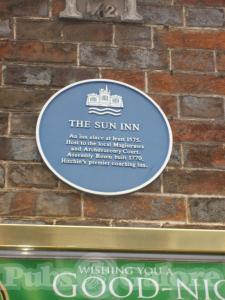 THE SUN INN
An inn since at least 1575.
Host to the local Magistrates
and Archdeaconry Court.
Assembly Room built 1770.
Hitchin's premier coaching inn.
WISHING YOU A
GOOD-NIG